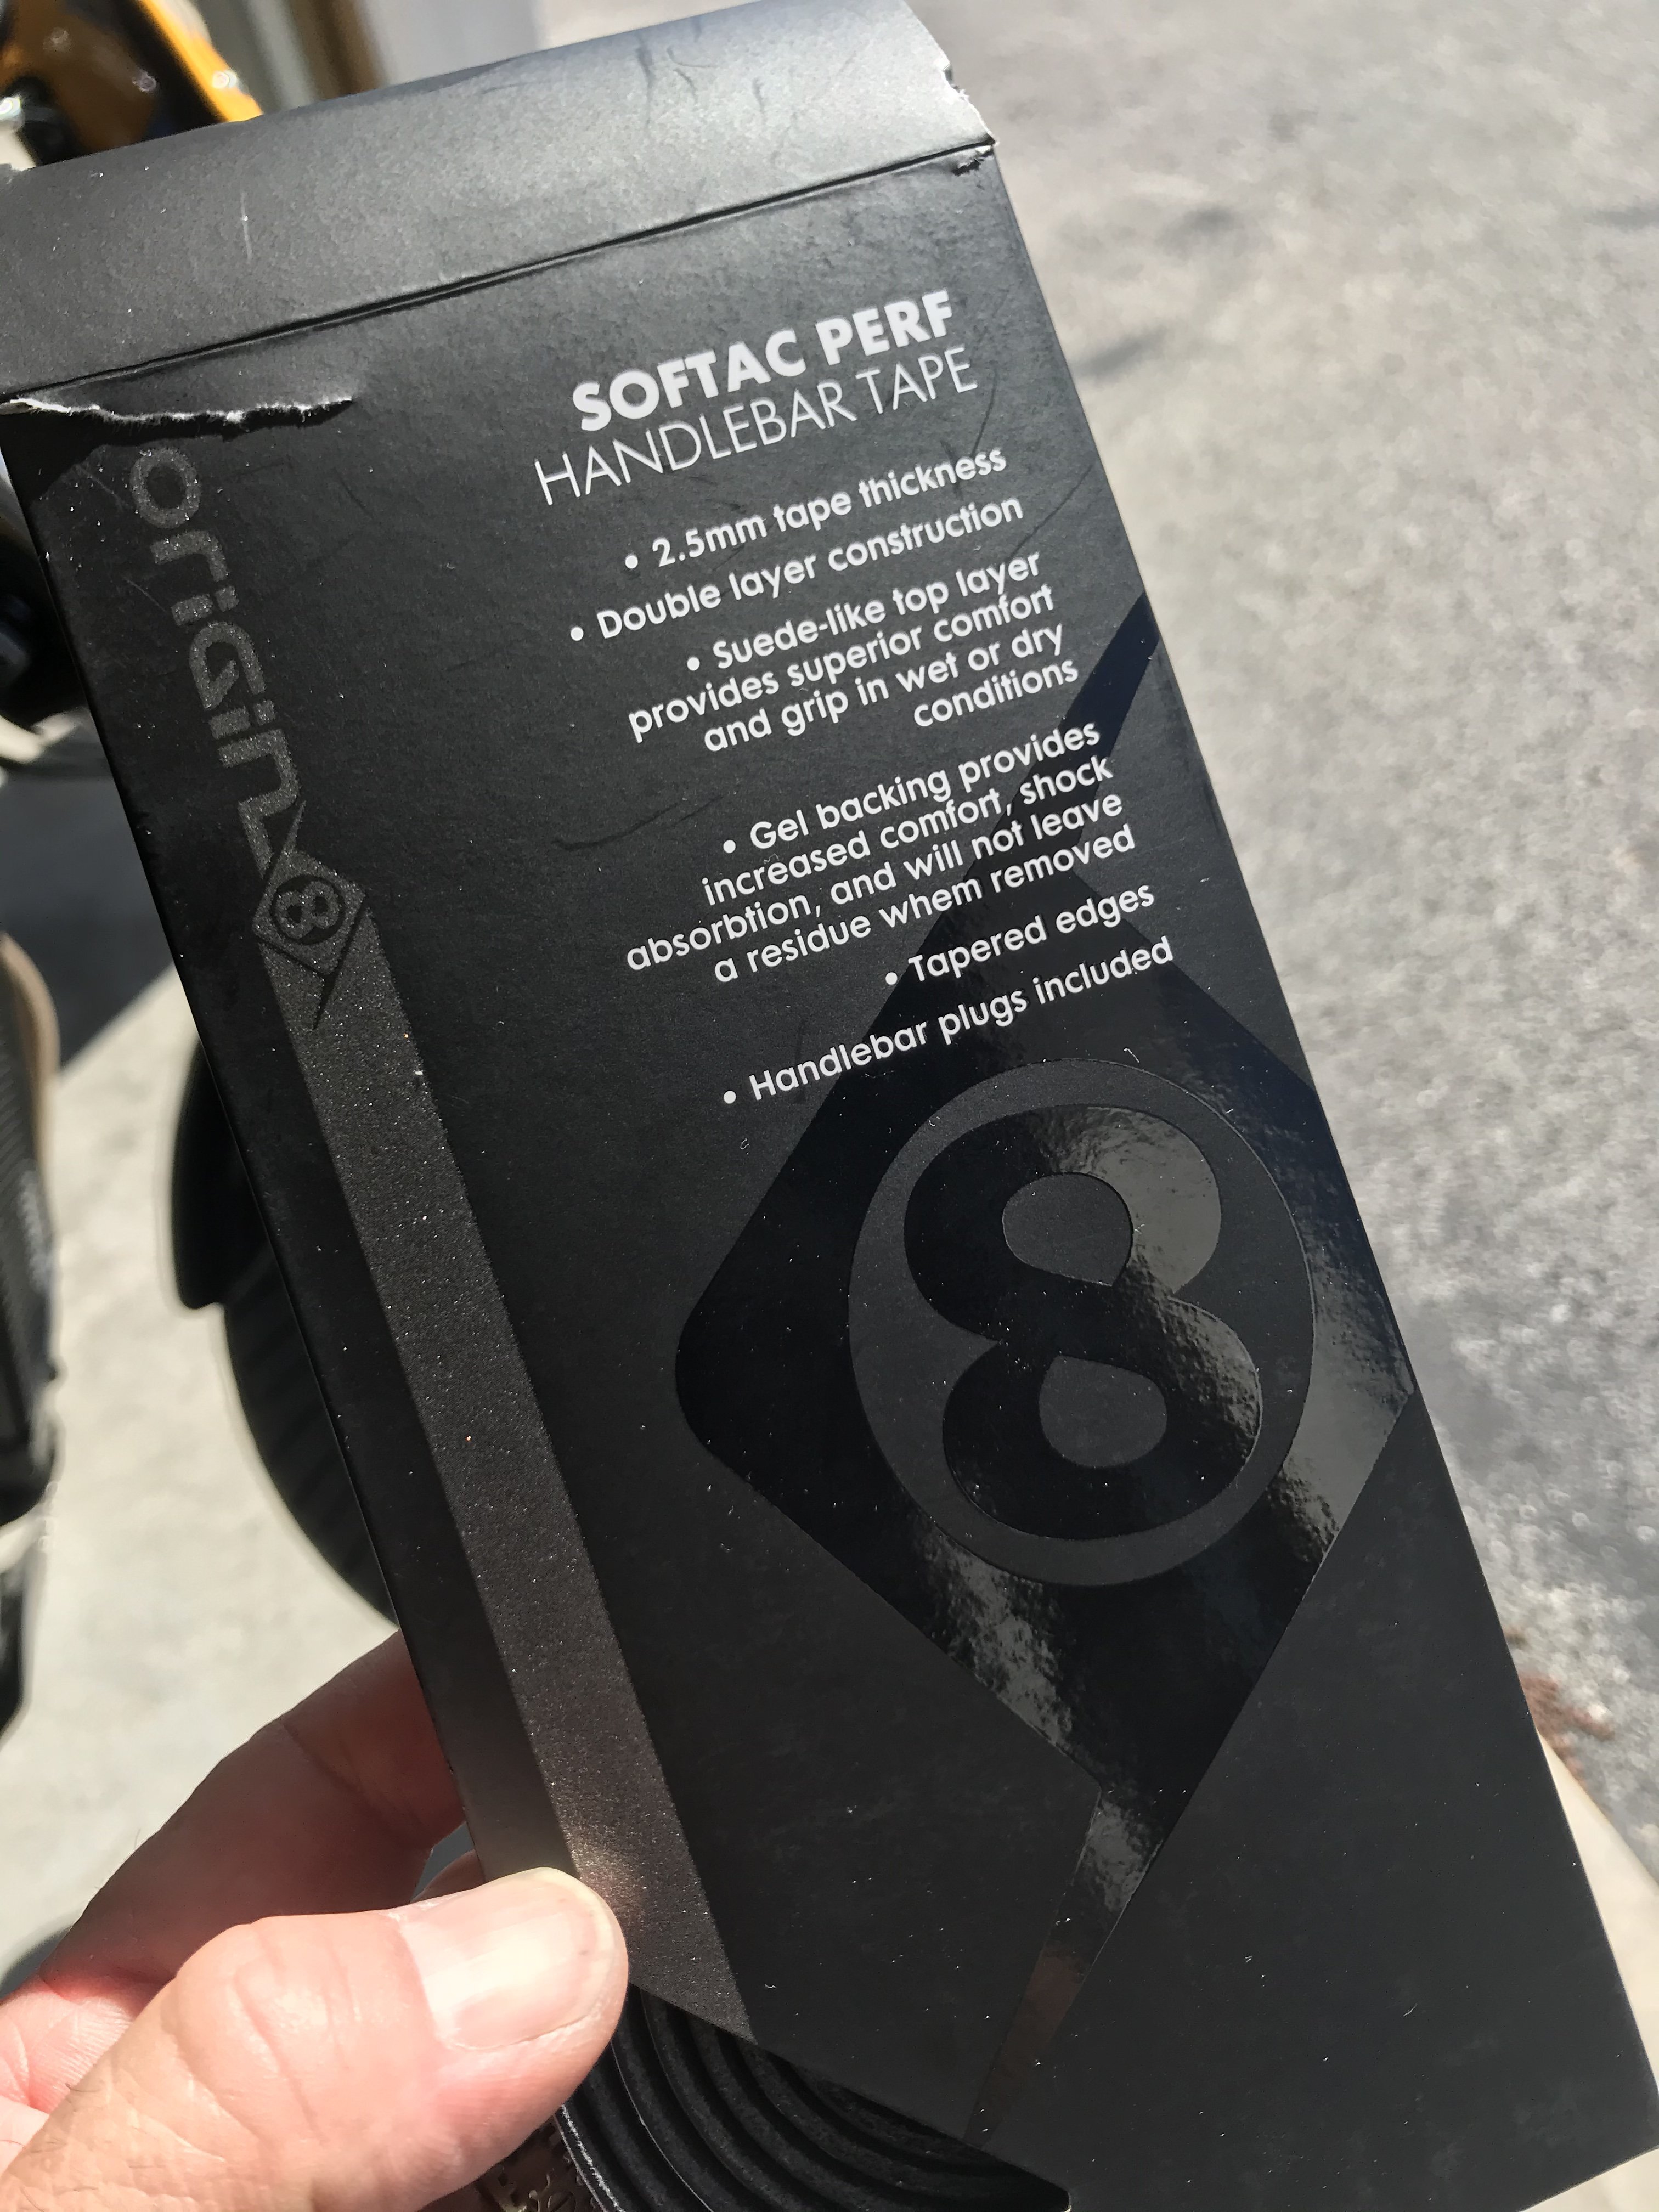 SOFTAC PERF
HANDLEBAR TAPE
• 2.5mm tape thickness
• Double layer construction
• Suede-like top layer
provides superior comfort
and grip in wet or dry
conditions
• Gel backing provides
increased comfort, shock
absorbtion, and will not leave
a residue whem removed
• Tapered edges
• Handlebar plugs included
origin8
8